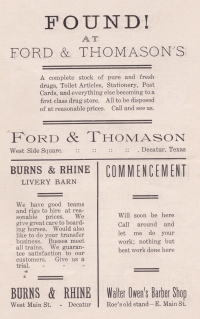 FOUND!
AT
FORD & THOMASON'S
A complete stock of pure and fresh
drugs, Toilet Articles, Stationery, Post
Cards, and everything else becoming to a
first class drug store. All to be disposed
of at reasonable prices. Call and see us.
FORD & THOMASON
West Side Square. :: :: :: :: . Decatur, Texas
BURNS & RHINE
LIVERY BARN
We have good teams
and rigs to hire at rea-
sonable prices. We
give great care to board-
ing horses. Would also
like to do your transfer
business. Busses meet
all trains. We guaran-
tee satisfaction to our
customers. Give us a
trial.
BURNS & RHINE
West Main St. - Decatur
COMMENCEMENT
Will soon be here
Call around and
let me do your
work; nothing but
best work done here
Walter Owen's Barber Shop
Roe's old stand—E. Main St.